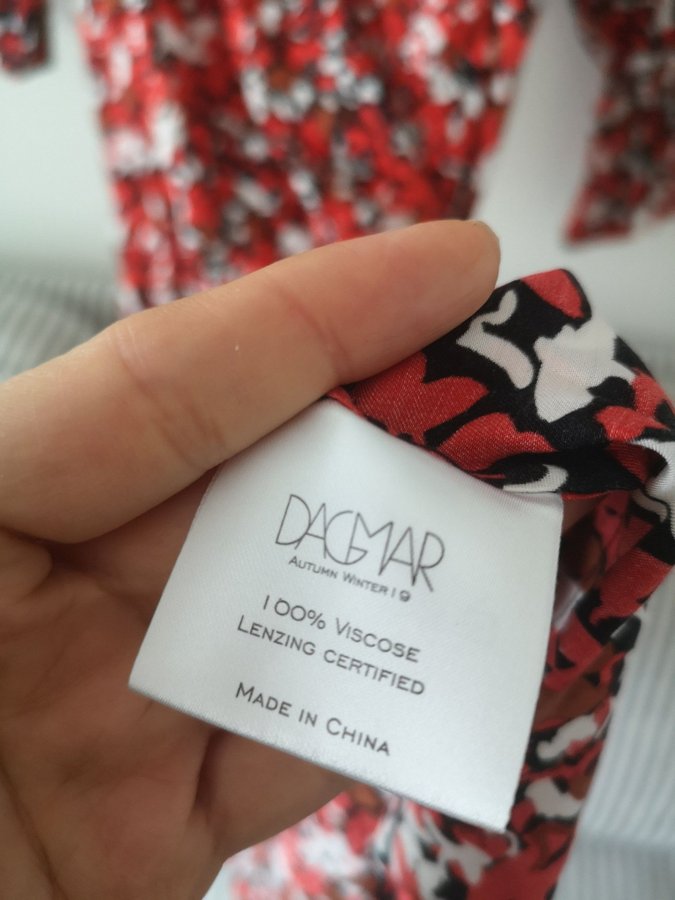 DAGMAR
AUTUMN WINTER 19
100% VISCOSE
LENZING CERTIFIED
MADE IN CHINA